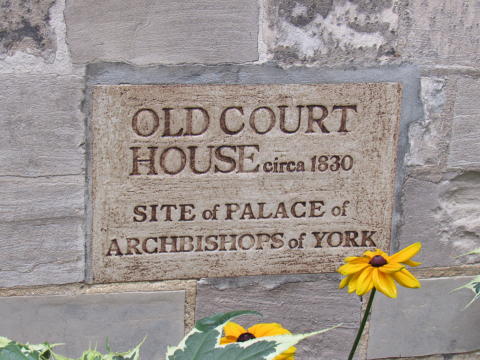 OLD COURT
HOUSE circa 1830
SITE of PALACE of
ARCHBISHOPS of YORK